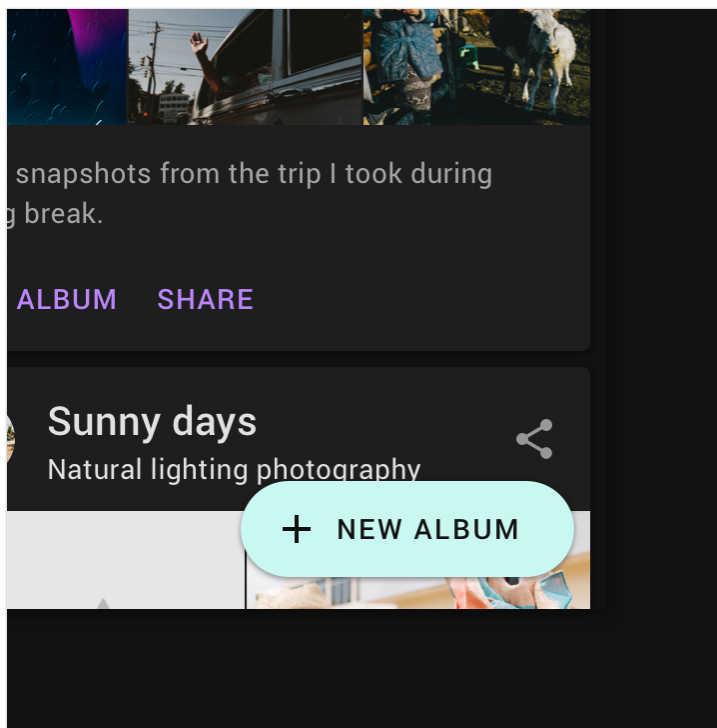 snapshots from the trip I took during
g break.
ALBUM SHARE
Sunny days
Natural lighting photography
+ NEW ALBUM